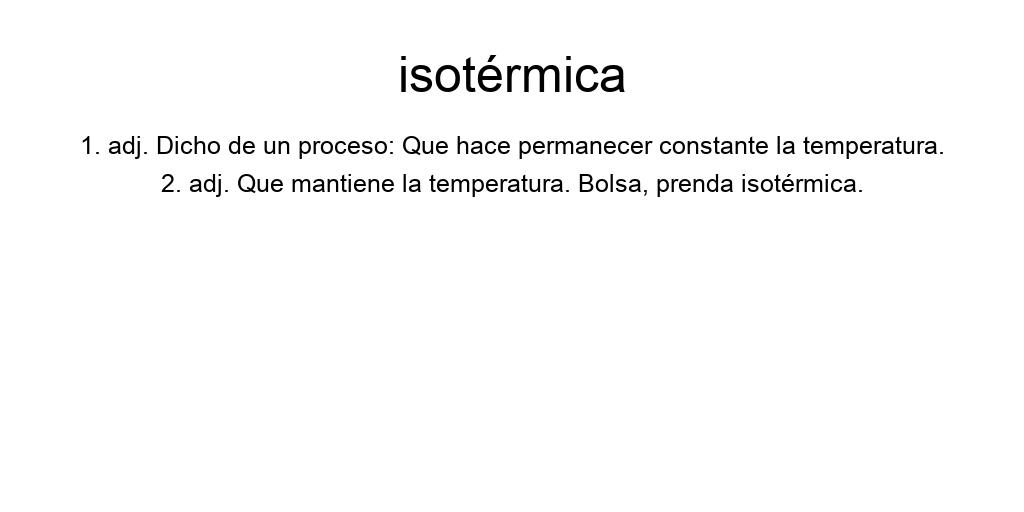 isotérmica
1. adj. Dicho de un proceso: Que hace permanecer constante la temperatura.
2. adj. Que mantiene la temperatura. Bolsa, prenda isotérmica.